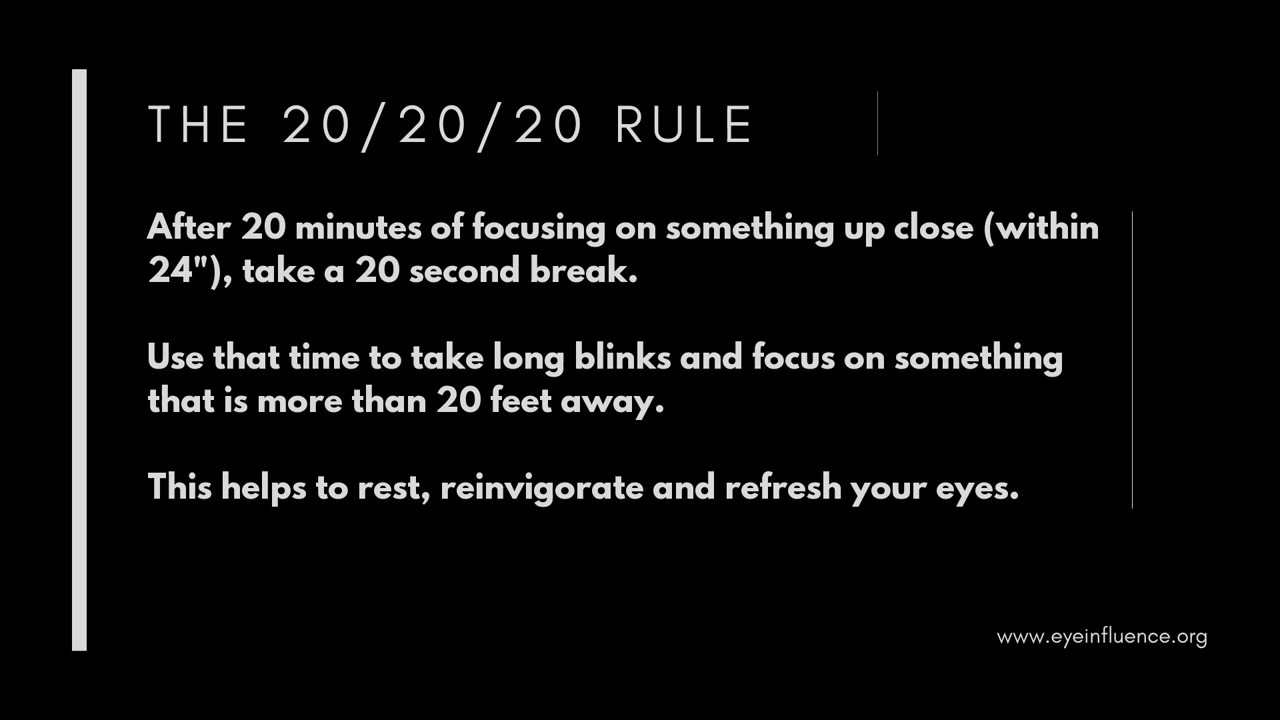 THE 20/20/20 RULE
After 20 minutes of focusing on something up close (within
24"), take a 20 second break.
Use that time to take long blinks and focus on something
that is more than 20 feet away.
This helps to rest, reinvigorate and refresh your eyes.
www.eyeinfluence.org